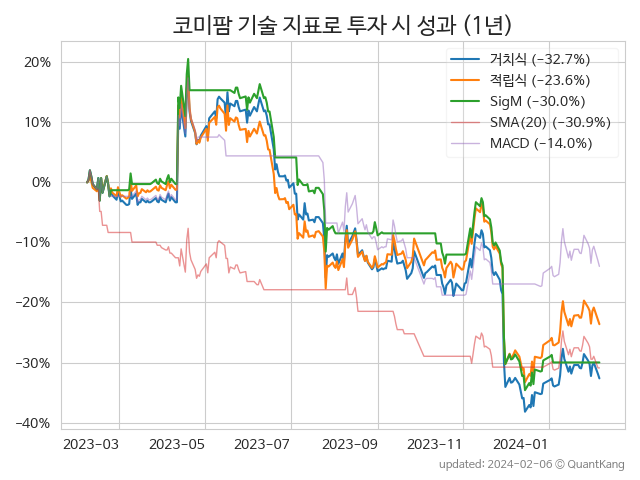 코미팜 기술 지표로 투자 시 성과 (1년)
거치식 (−32.7%)
적립식 (−23.6%)
SigM (−30.0%)
SMA(20) (−30.9%)
MACD (−14.0%)
20%
10%
0%
−10%
−20%
−30%
−40%
2023-03 2023-05 2023-07 2023-09 2023-11 2024-01
updated: 2024-02-06 © QuantKang